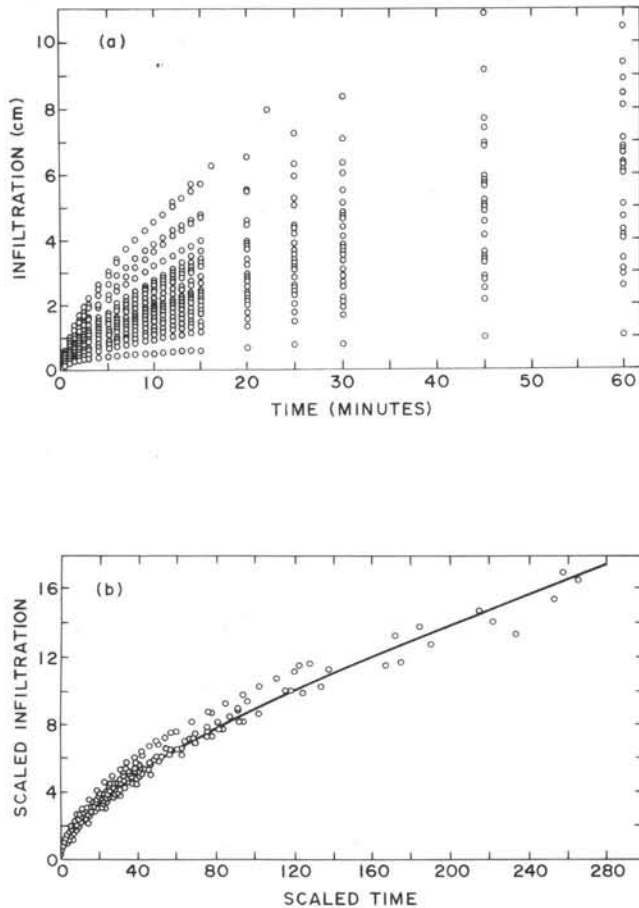 10
(a)
8
INFILTRATION (cm)
6
4
2
0
0 10 20 30 40 50 60
TIME (MINUTES)
16
(b)
SCALED INFILTRATION
12
8
4
0
0 40 80 120 160 200 240 280
SCALED TIME